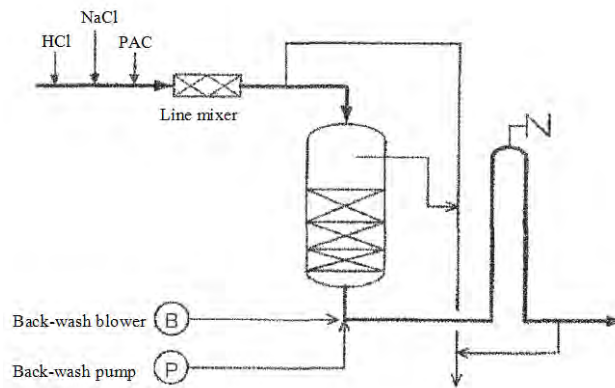 NaCl
HCl
PAC
Line mixer
Back-wash blower
B
Back-wash pump
P